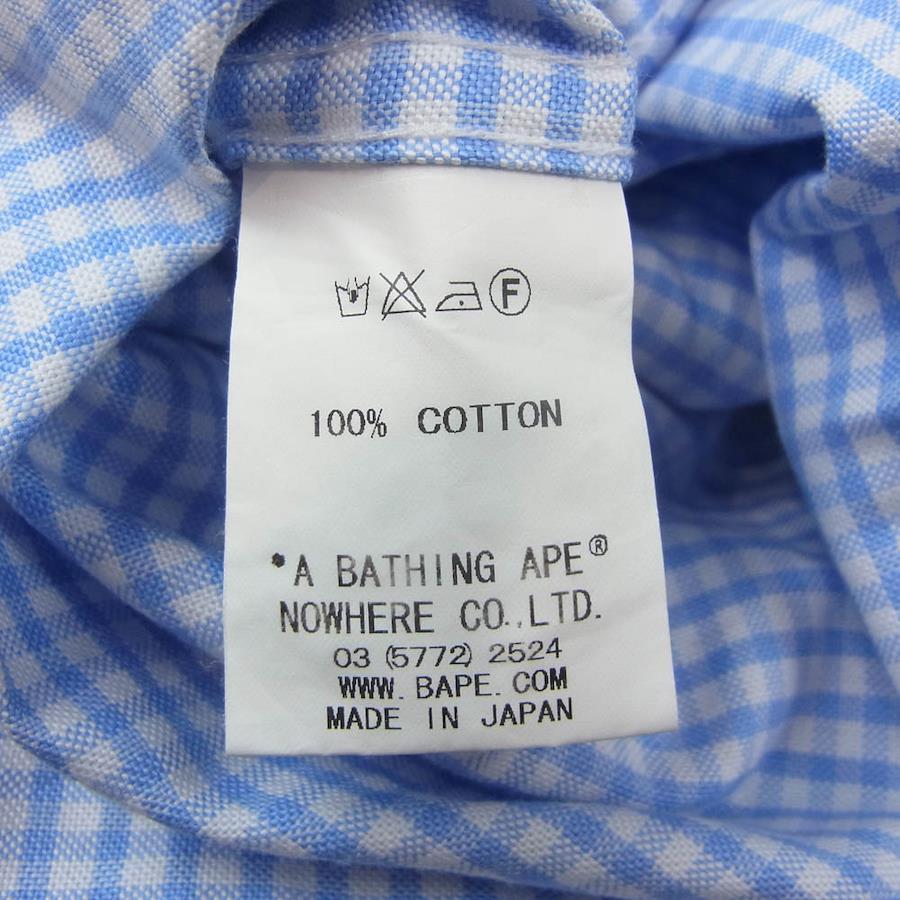 F
100% COTTON
*A BATHING APE®
NOWHERE CO.,LTD.
03 (5772) 2524
WWW. BAPE. COM
MADE IN JAPAN